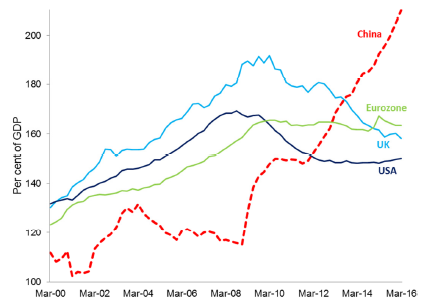 Per cent of GDP
220
200
180
160
140
120
100
China
Eurozone
UK
USA
Mar-00 Mar-02 Mar-04 Mar-06 Mar-08 Mar-10 Mar-12 Mar-14 Mar-16